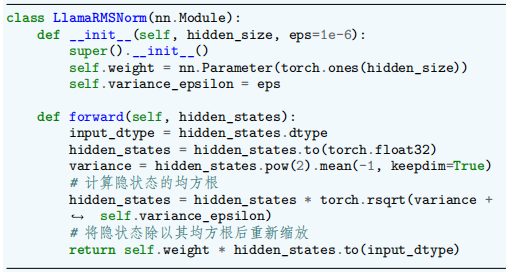 class LlamaRMSNorm(nn.Module):
    def __init__(self, hidden_size, eps=1e-6):
        super().__init__()
        self.weight = nn.Parameter(torch.ones(hidden_size))
        self.variance_epsilon = eps

    def forward(self, hidden_states):
        input_dtype = hidden_states.dtype
        hidden_states = hidden_states.to(torch.float32)
        variance = hidden_states.pow(2).mean(-1, keepdim=True)
        # 计算隐状态的均方根
        hidden_states = hidden_states * torch.rsqrt(variance +
        ↪  self.variance_epsilon)
        # 将隐状态除以其均方根后重新缩放
        return self.weight * hidden_states.to(input_dtype)